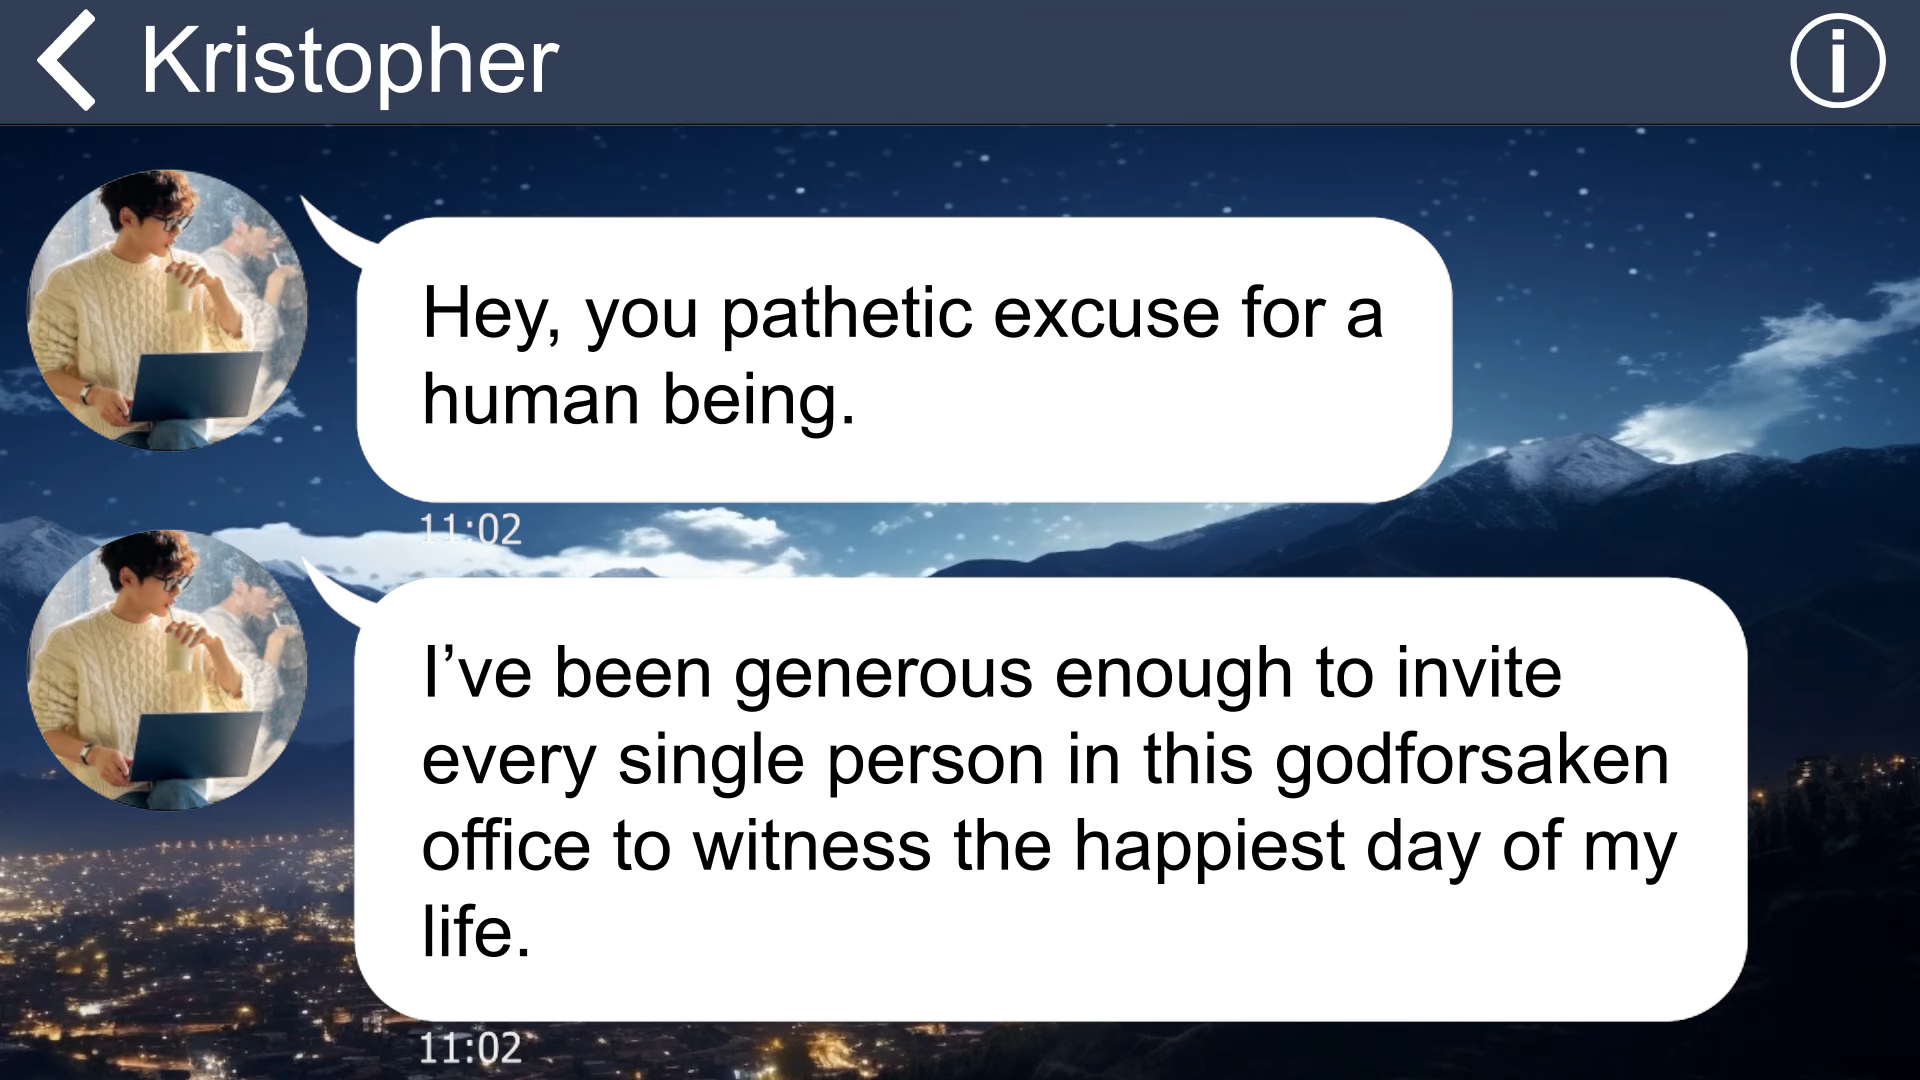 Kristopher
Hey, you pathetic excuse for a
human being.
11:02
I’ve been generous enough to invite
every single person in this godforsaken
office to witness the happiest day of my
life.
11:02